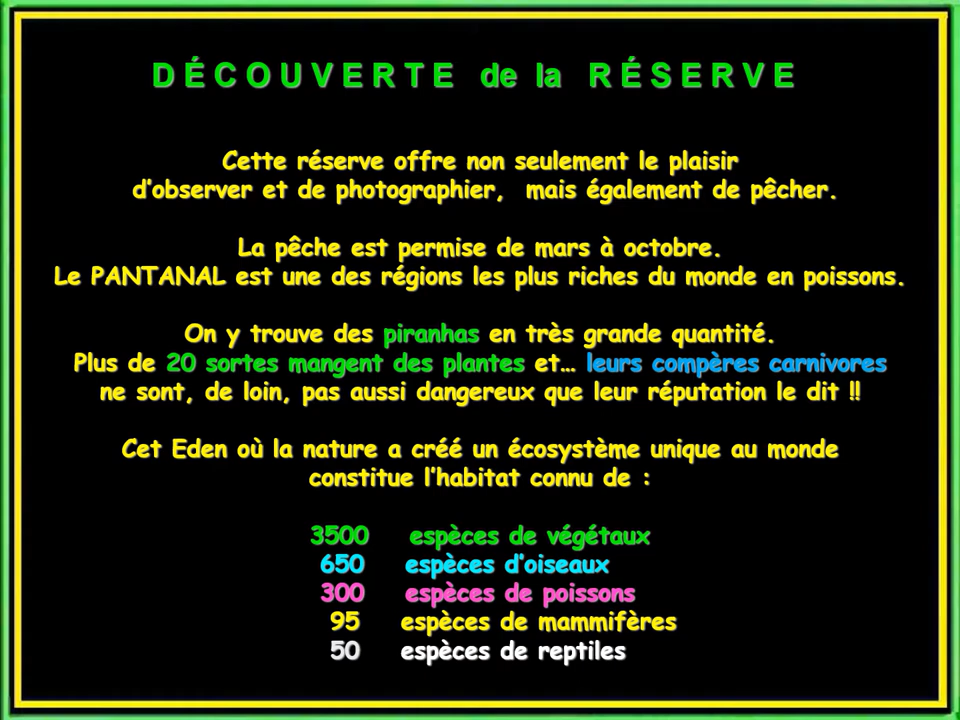 DÉCOUVERTE de la RÉSERVE
Cette réserve offre non seulement le plaisir
d'observer et de photographier, mais également de pêcher.
La pêche est permise de mars à octobre.
Le PANTANAL est une des régions les plus riches du monde en poissons.
On y trouve des piranhas en très grande quantité.
Plus de 20 sortes mangent des plantes et… leurs compères carnivores
ne sont, de loin, pas aussi dangereux que leur réputation le dit !!
Cet Eden où la nature a créé un écosystème unique au monde
constitue l'habitat connu de :
3500 espèces de végétaux
650 espèces d'oiseaux
300 espèces de poissons
95 espèces de mammifères
50 espèces de reptiles